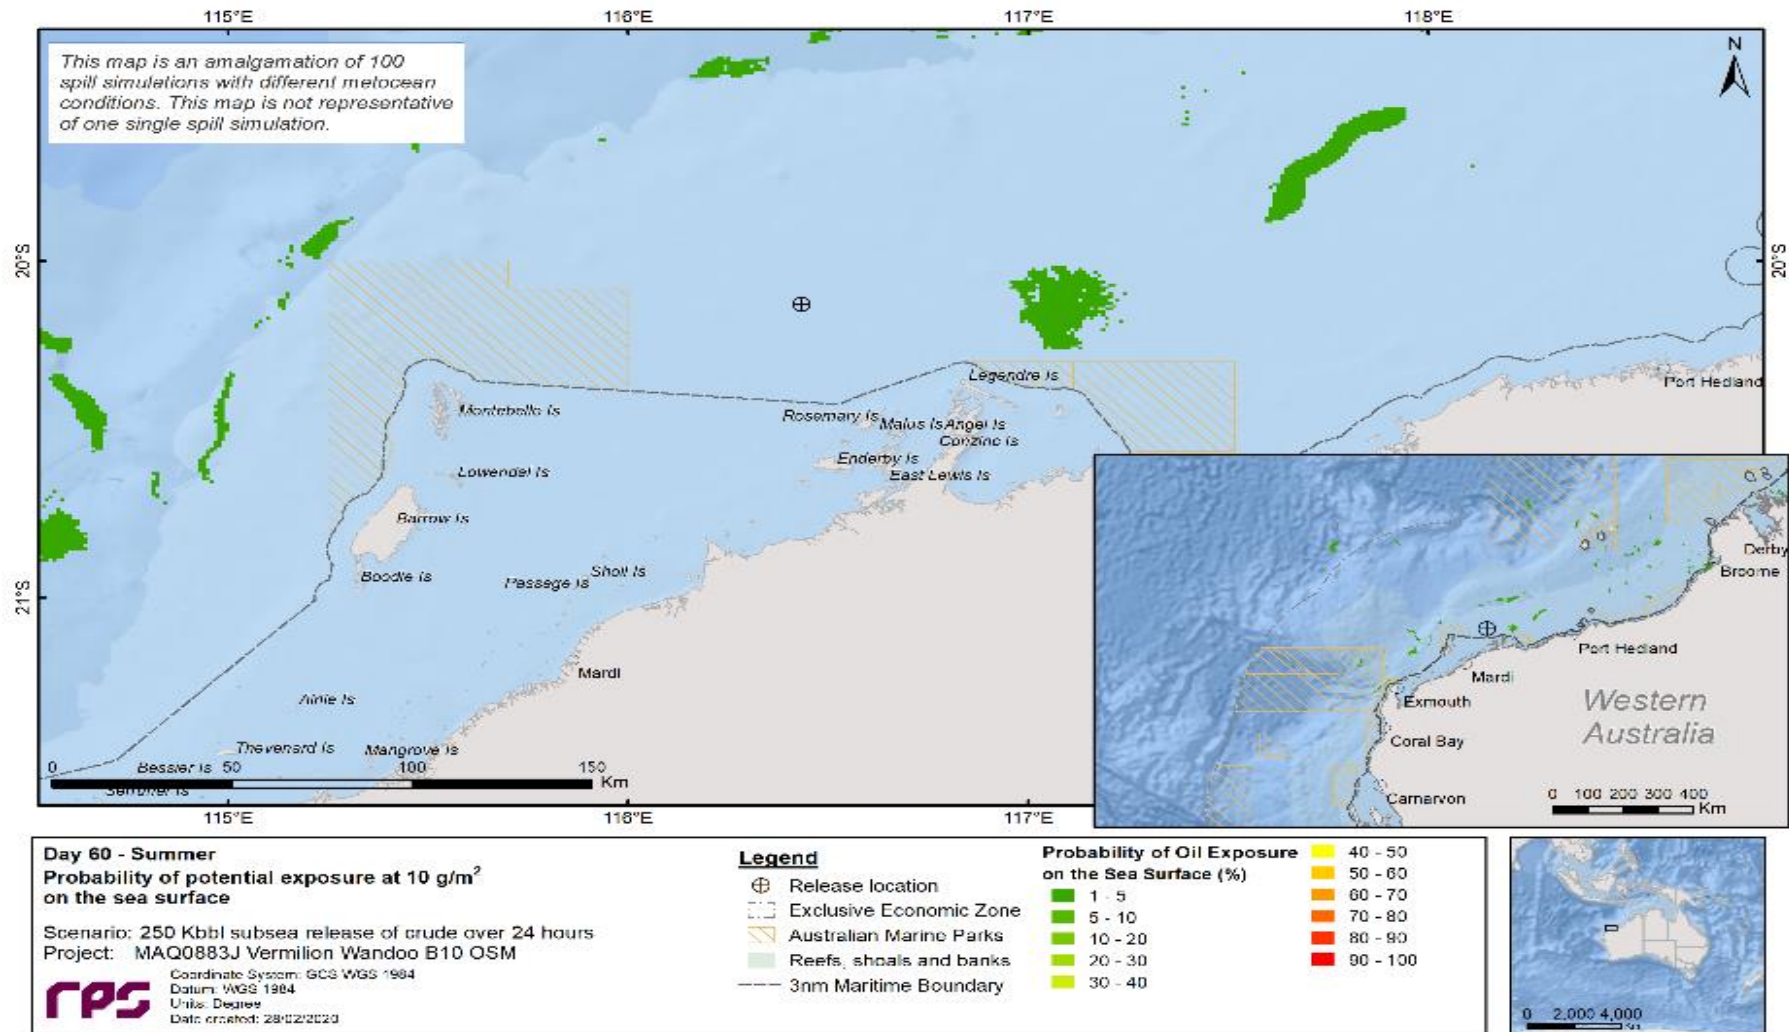 115°E 116°E 117°E 118°E
This map is an amalgamation of 100
spill simulations with different metocean
conditions. This map is not representative
of one single spill simulation.
N
20°S 20°S
Legendre Is
Port Hedland
Montebello Is
Rosemary Is
Malus Is Angel Is
Conzinc Is
Enderby Is
East Lewis Is
Lowendal Is
Barrow Is
Boodie Is
Passage Is
Sholl Is
21°S
Mardi
Airlie Is
Thevenard Is
Mangrove Is
Bessier Is
Serrurier Is
0 50 100 150
Km
115°E 116°E 117°E
Derby
Broome
Port Hedland
Mardi
Exmouth
Western
Australia
Coral Bay
Carnarvon
0 100 200 300 400
Km
Day 60 - Summer
Probability of potential exposure at 10 g/m²
on the sea surface
Scenario: 250 Kbbl subsea release of crude over 24 hours
Project: MAQ0883J Vermilion Wandoo B10 OSM
rps
Coordinate System: GCS WGS 1984
Datum: WGS 1984
Units: Degree
Date created: 28/02/2020
Legend
Release location
Exclusive Economic Zone
Australian Marine Parks
Reefs, shoals and banks
3nm Maritime Boundary
Probability of Oil Exposure
on the Sea Surface (%)
1 - 5
5 - 10
10 - 20
20 - 30
30 - 40
40 - 50
50 - 60
60 - 70
70 - 80
80 - 90
90 - 100
0 2,000 4,000
Km